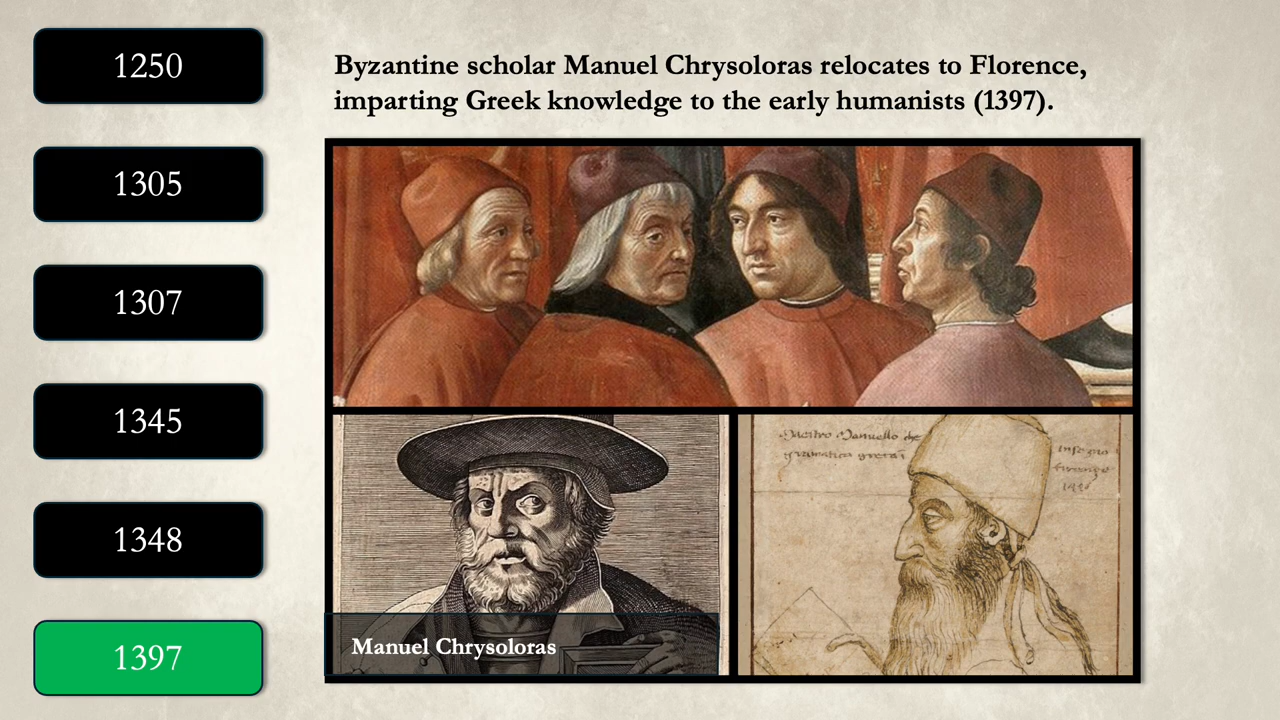 1250
1305
1307
1345
1348
1397
Byzantine scholar Manuel Chrysoloras relocates to Florence,
imparting Greek knowledge to the early humanists (1397).
Manuel Chrysoloras